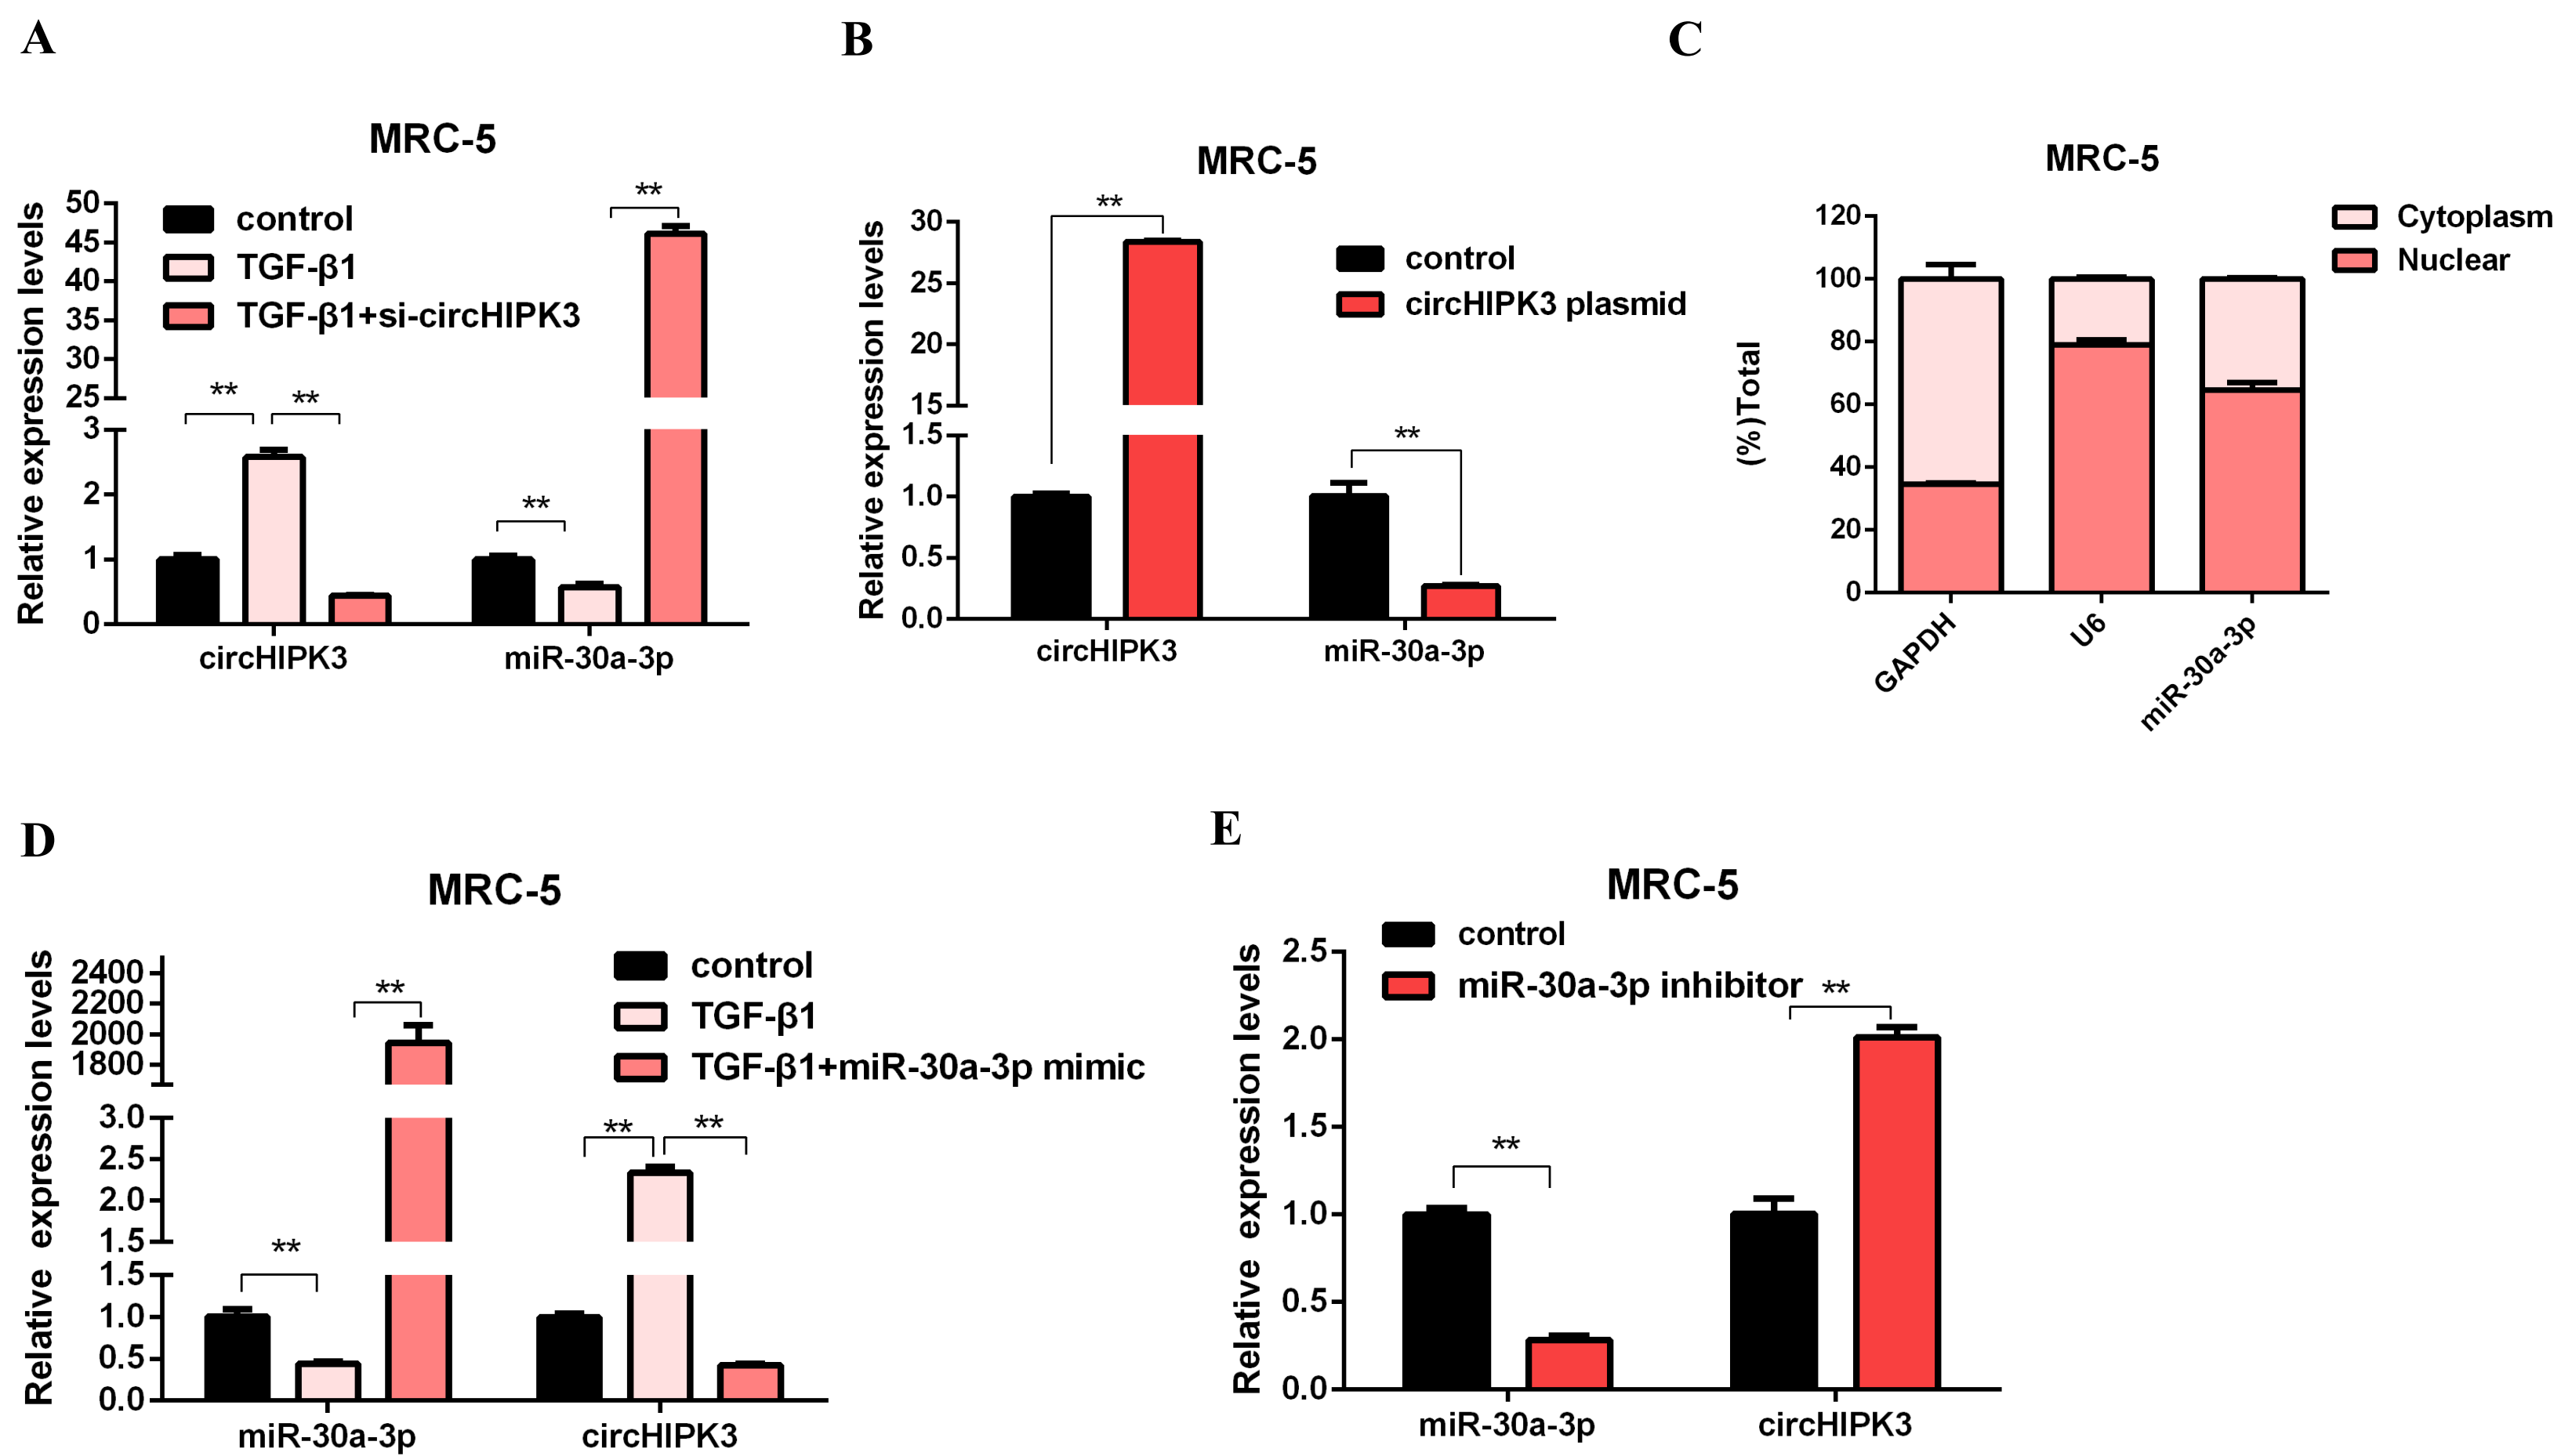 A
MRC-5
Relative expression levels
50
45
40
35
30
25
3
2
1
0
control
TGF-β1
TGF-β1+si-circHIPK3
**
**
**
**
circHIPK3
miR-30a-3p
B
MRC-5
Relative expression levels
30
25
20
15
1.5
1.0
0.5
0.0
control
circHIPK3 plasmid
**
**
circHIPK3
miR-30a-3p
C
MRC-5
(%)Total
120
100
80
60
40
20
0
Cytoplasm
Nuclear
GAPDH
U6
miR-30a-3p
D
MRC-5
Relative expression levels
2400
2200
2000
1800
3.0
2.5
2.0
1.5
1.5
1.0
0.5
0.0
control
TGF-β1
TGF-β1+miR-30a-3p mimic
**
**
**
**
miR-30a-3p
circHIPK3
E
MRC-5
Relative expression levels
2.5
2.0
1.5
1.0
0.5
0.0
control
miR-30a-3p inhibitor
**
**
miR-30a-3p
circHIPK3